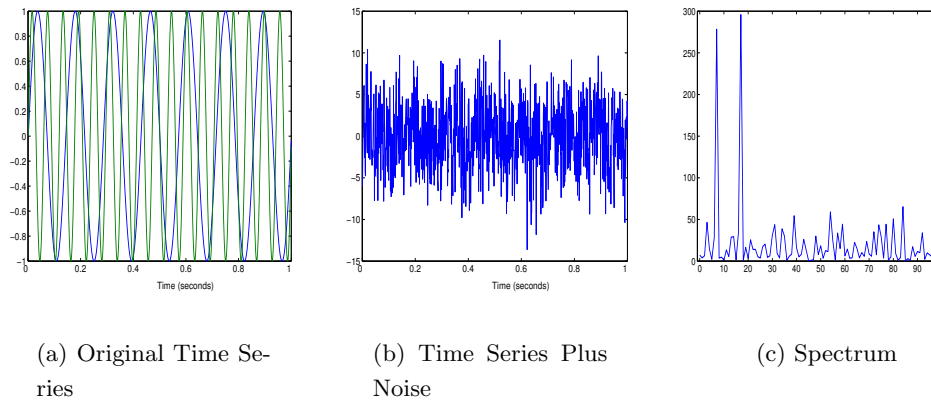 1
0.8
0.6
0.4
0.2
0
−0.2
−0.4
−0.6
−0.8
−1
0 0.2 0.4 0.6 0.8 1
Time (seconds)
15
10
5
0
−5
−10
−15
0 0.2 0.4 0.6 0.8 1
Time (seconds)
300
250
200
150
100
50
0
0 10 20 30 40 50 60 70 80 90
(a) Original Time Se-
ries
(b) Time Series Plus
Noise
(c) Spectrum